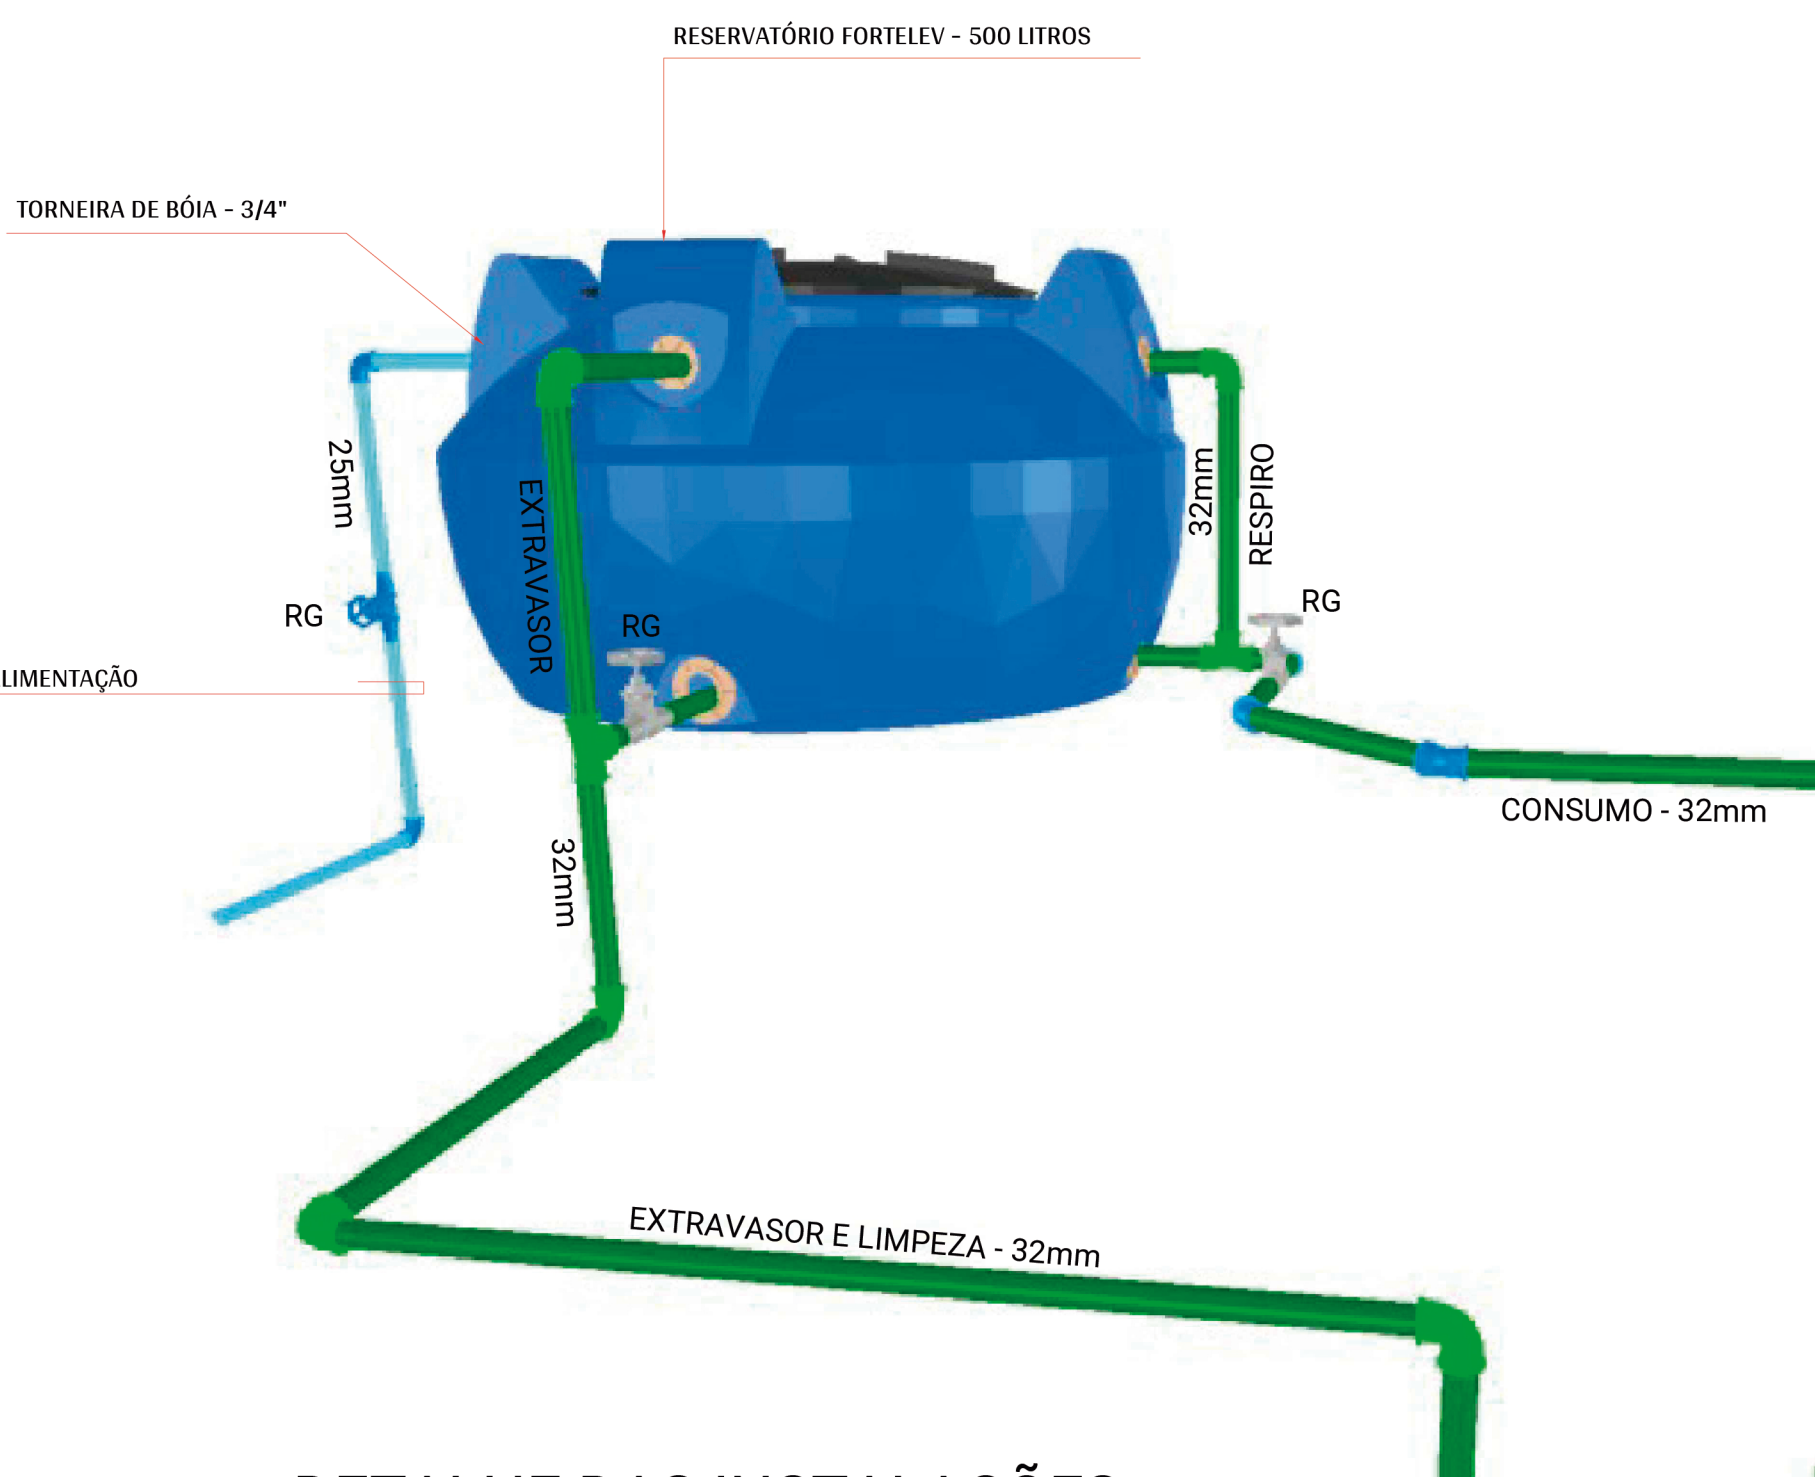 RESERVATÓRIO FORTELEV - 500 LITROS
TORNEIRA DE BÓIA - 3/4"
25mm
EXTRAVASOR
32mm
RESPIRO
RG
RG
RG
LIMENTAÇÃO
CONSUMO - 32mm
32mm
EXTRAVASOR E LIMPEZA - 32mm